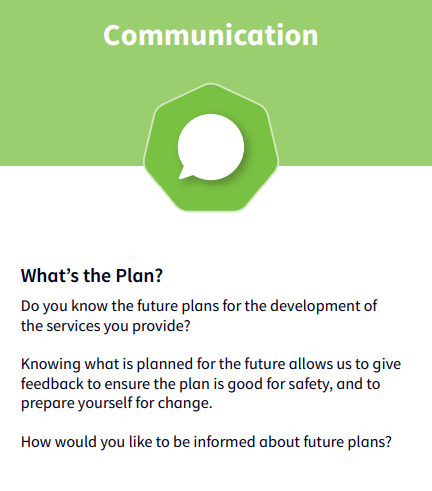 Communication
What's the Plan?
Do you know the future plans for the development of
the services you provide?
Knowing what is planned for the future allows us to give
feedback to ensure the plan is good for safety, and to
prepare yourself for change.
How would you like to be informed about future plans?